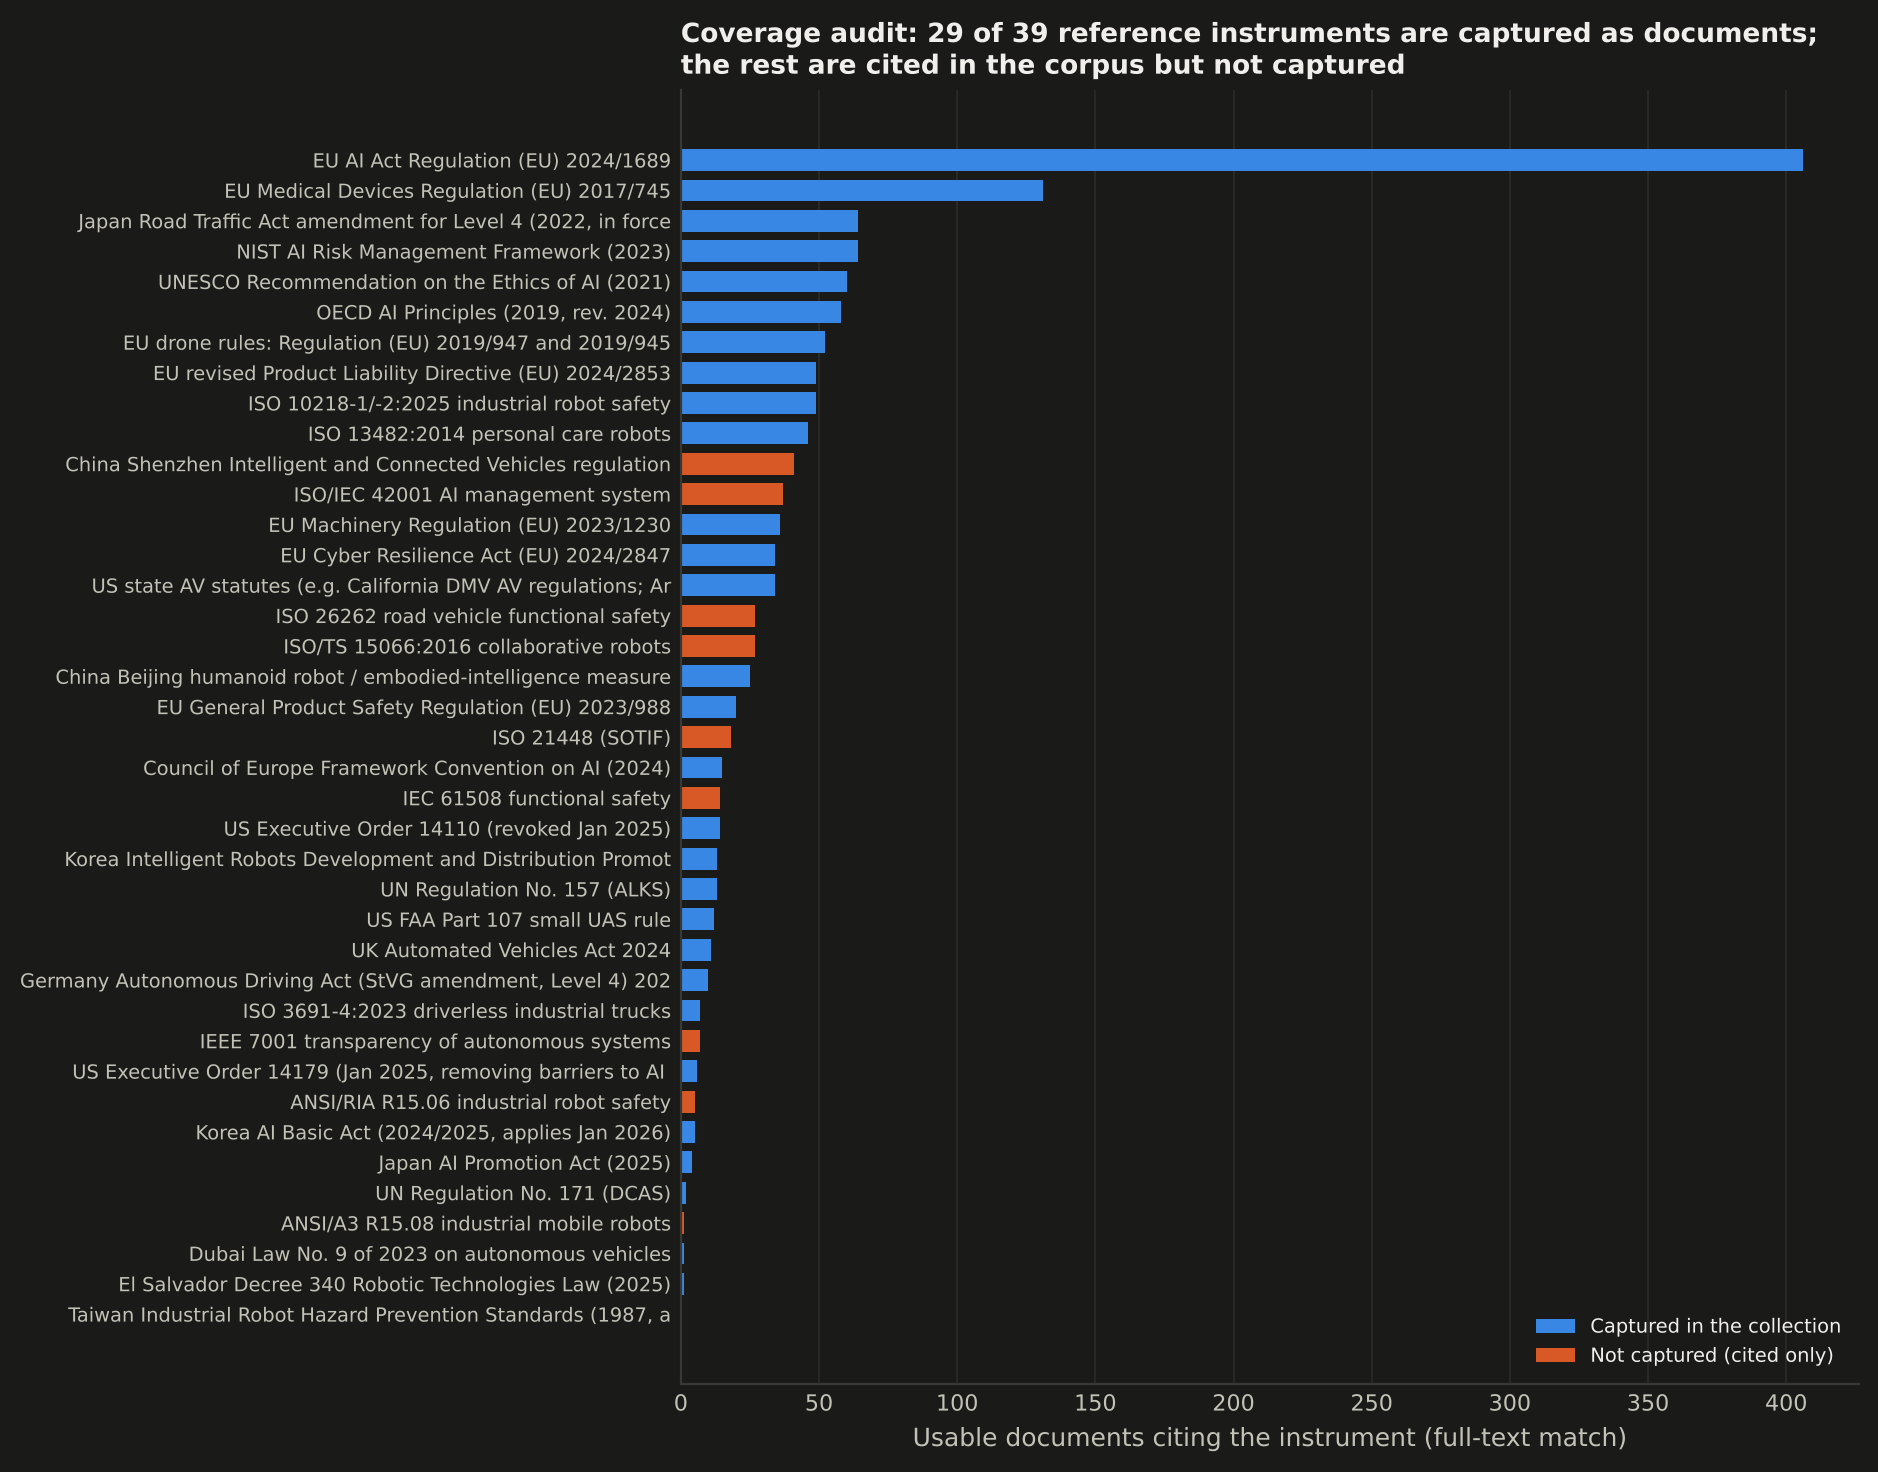 Coverage audit: 29 of 39 reference instruments are captured as documents;
the rest are cited in the corpus but not captured
EU AI Act Regulation (EU) 2024/1689
EU Medical Devices Regulation (EU) 2017/745
Japan Road Traffic Act amendment for Level 4 (2022, in force
NIST AI Risk Management Framework (2023)
UNESCO Recommendation on the Ethics of AI (2021)
OECD AI Principles (2019, rev. 2024)
EU drone rules: Regulation (EU) 2019/947 and 2019/945
EU revised Product Liability Directive (EU) 2024/2853
ISO 10218-1/-2:2025 industrial robot safety
ISO 13482:2014 personal care robots
China Shenzhen Intelligent and Connected Vehicles regulation
ISO/IEC 42001 AI management system
EU Machinery Regulation (EU) 2023/1230
EU Cyber Resilience Act (EU) 2024/2847
US state AV statutes (e.g. California DMV AV regulations; Ar
ISO 26262 road vehicle functional safety
ISO/TS 15066:2016 collaborative robots
China Beijing humanoid robot / embodied-intelligence measure
EU General Product Safety Regulation (EU) 2023/988
ISO 21448 (SOTIF)
Council of Europe Framework Convention on AI (2024)
IEC 61508 functional safety
US Executive Order 14110 (revoked Jan 2025)
Korea Intelligent Robots Development and Distribution Promot
UN Regulation No. 157 (ALKS)
US FAA Part 107 small UAS rule
UK Automated Vehicles Act 2024
Germany Autonomous Driving Act (StVG amendment, Level 4) 202
ISO 3691-4:2023 driverless industrial trucks
IEEE 7001 transparency of autonomous systems
US Executive Order 14179 (Jan 2025, removing barriers to AI
ANSI/RIA R15.06 industrial robot safety
Korea AI Basic Act (2024/2025, applies Jan 2026)
Japan AI Promotion Act (2025)
UN Regulation No. 171 (DCAS)
ANSI/A3 R15.08 industrial mobile robots
Dubai Law No. 9 of 2023 on autonomous vehicles
El Salvador Decree 340 Robotic Technologies Law (2025)
Taiwan Industrial Robot Hazard Prevention Standards (1987, a
Captured in the collection
Not captured (cited only)
0 50 100 150 200 250 300 350 400
Usable documents citing the instrument (full-text match)